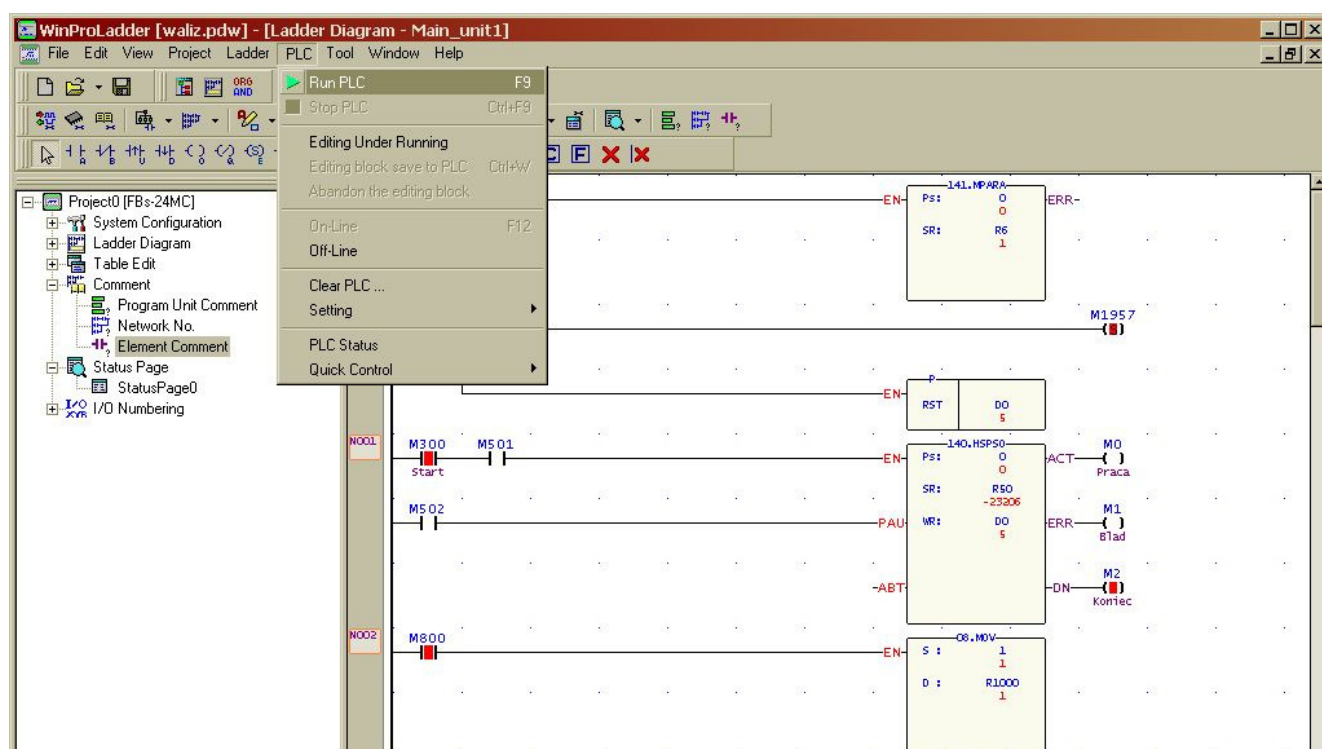 WinProLadder [waliz.pdw] - [Ladder Diagram - Main_unit1]
File Edit View Project Ladder PLC Tool Window Help
ORG
AND
Run PLC F9
Stop PLC Ctrl+F9
Editing Under Running
Editing block save to PLC Ctrl+W
Abandon the editing block
On-Line F12
Off-Line
Clear PLC ...
Setting
PLC Status
Quick Control
Project0 [FBs-24MC]
System Configuration
Ladder Diagram
Table Edit
Comment
Program Unit Comment
Network No.
Element Comment
Status Page
StatusPage0
I/O Numbering
141.MPARA
EN Ps: 0 ERR-
0
SR: R6
1
M1957
(S)
P
EN
RST D0
5
N001
M300 M501
Start
140.HSPSO
EN Ps: 0 ACT M0
0 Praca
SR: R50
-23206
M502
PAU WR: D0 ERR M1
5 Blad
ABT DN M2
Koniec
N002
M800
08.MOV
EN S : 1
1
D : R1000
1